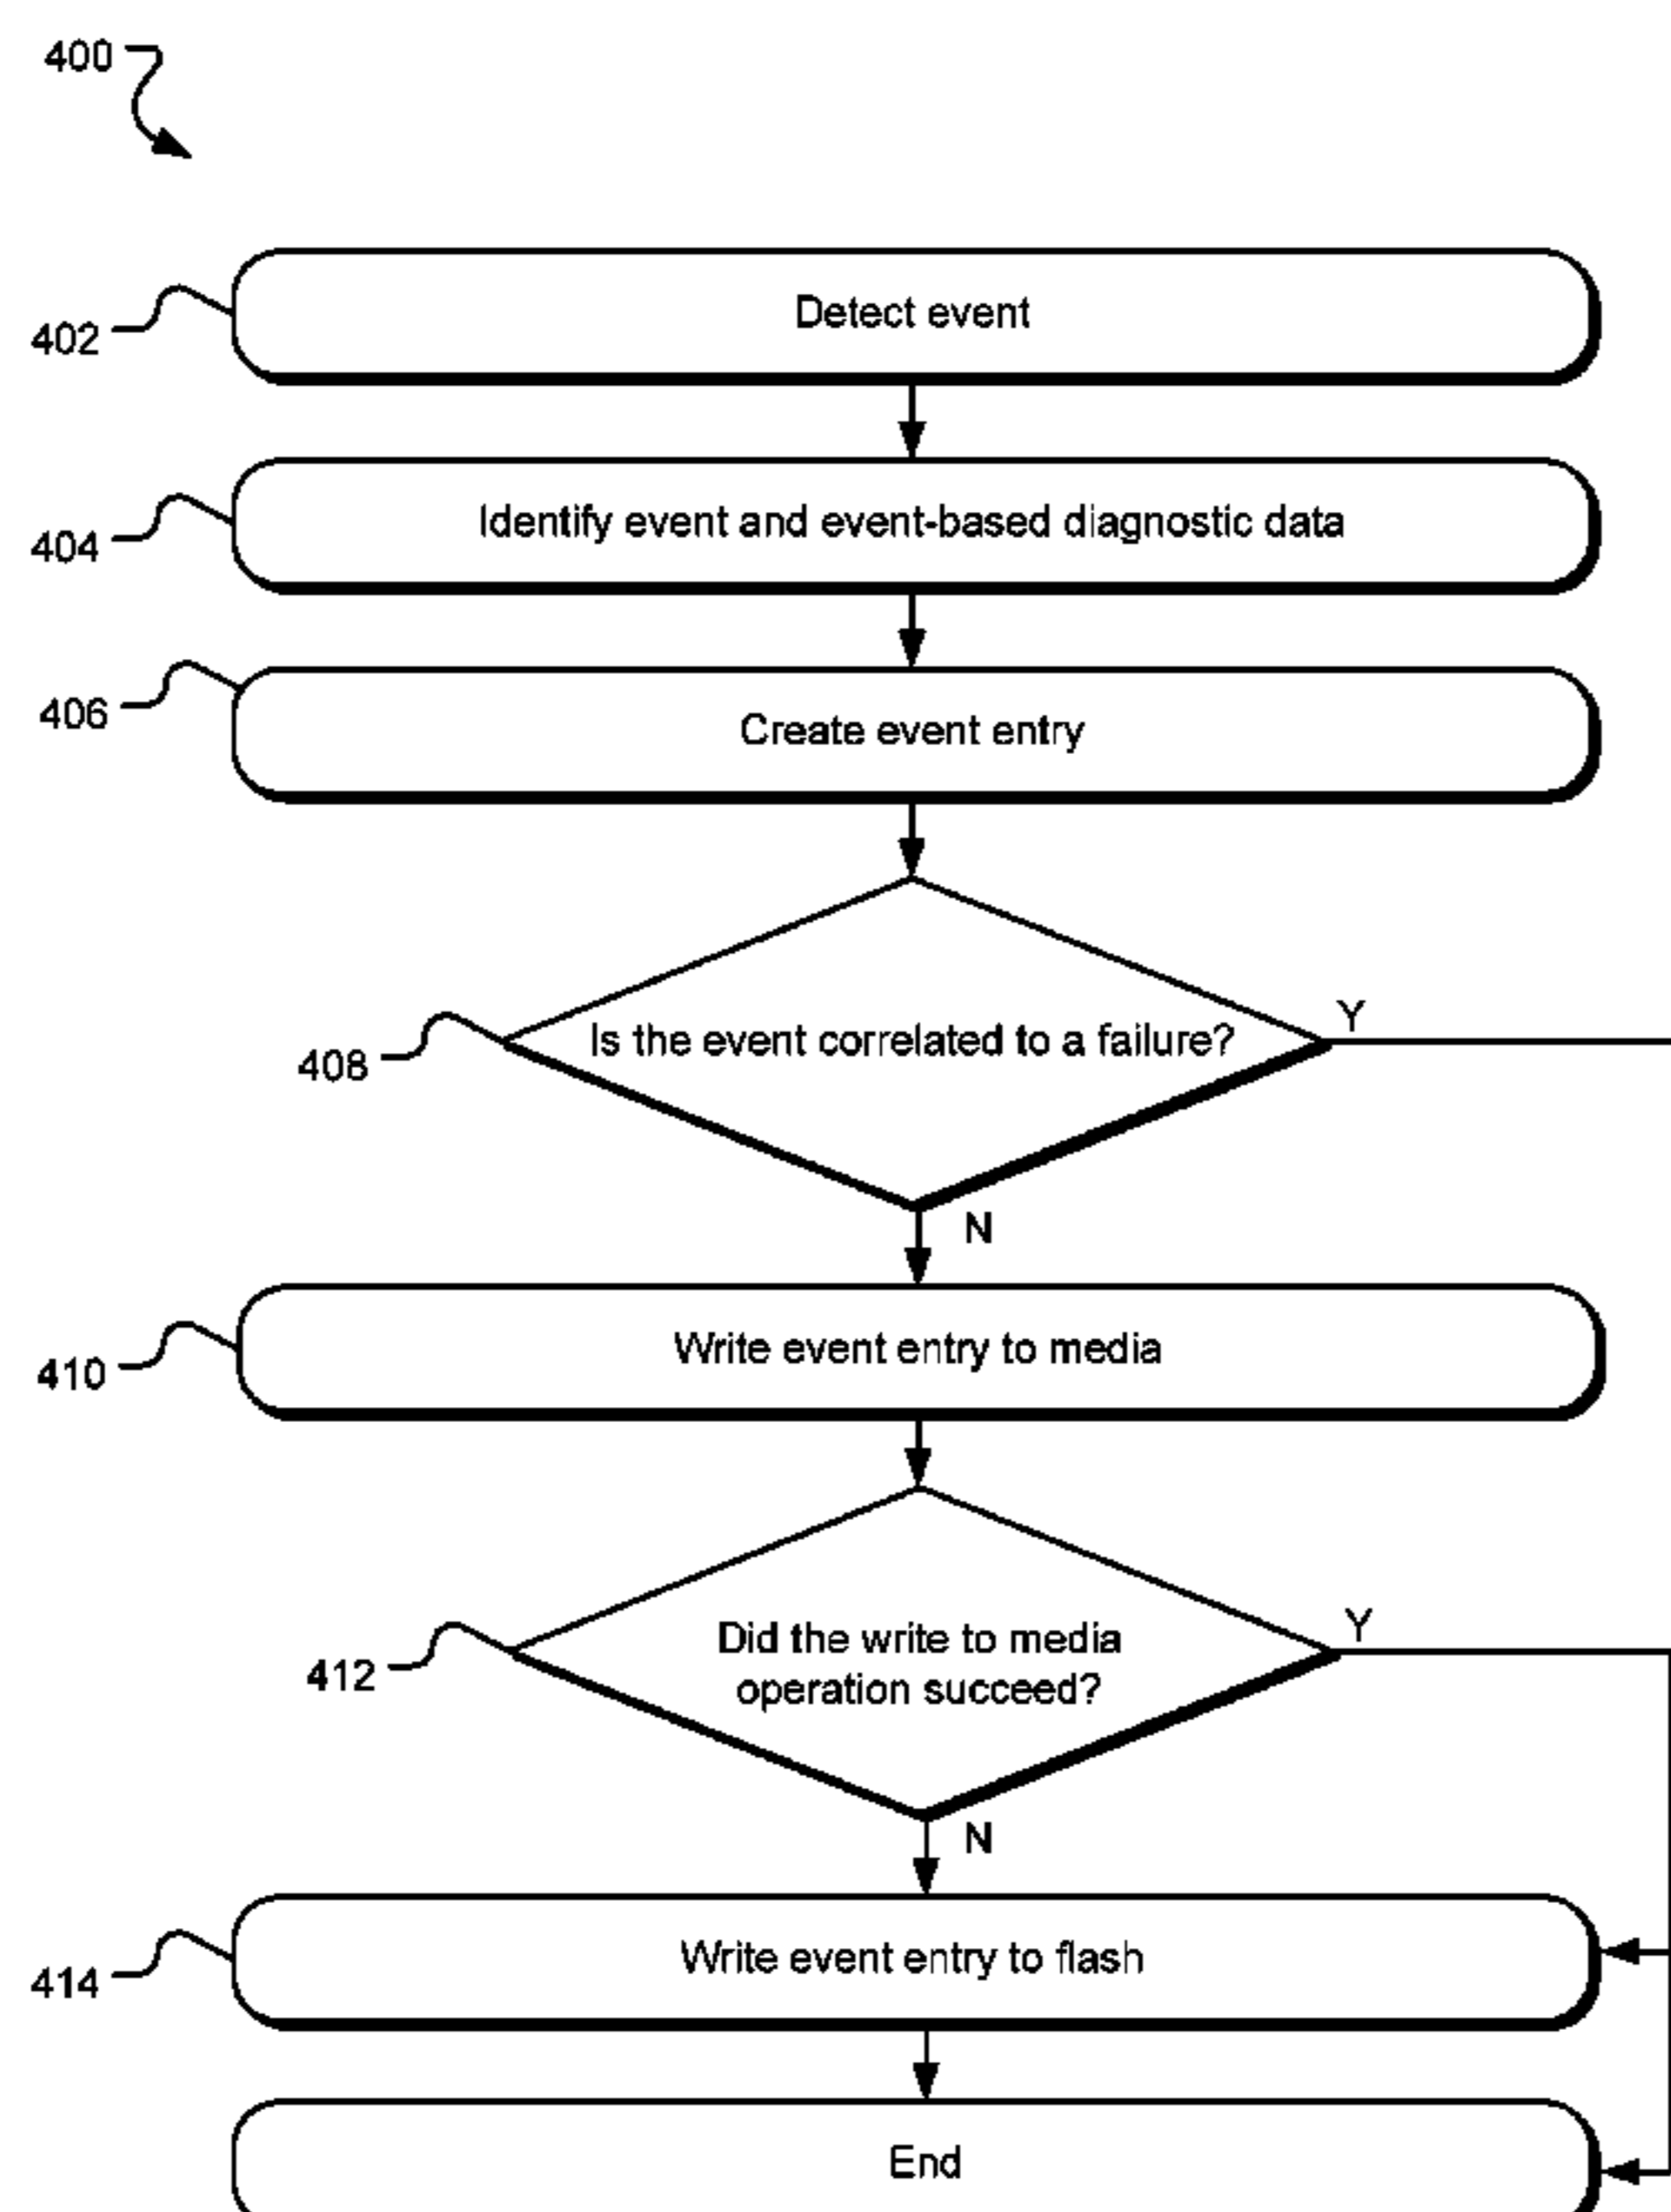 400
402
Detect event
404
Identify event and event-based diagnostic data
406
Create event entry
408
Is the event correlated to a failure?
Y
N
410
Write event entry to media
412
Did the write to media
operation succeed?
Y
N
414
Write event entry to flash
End